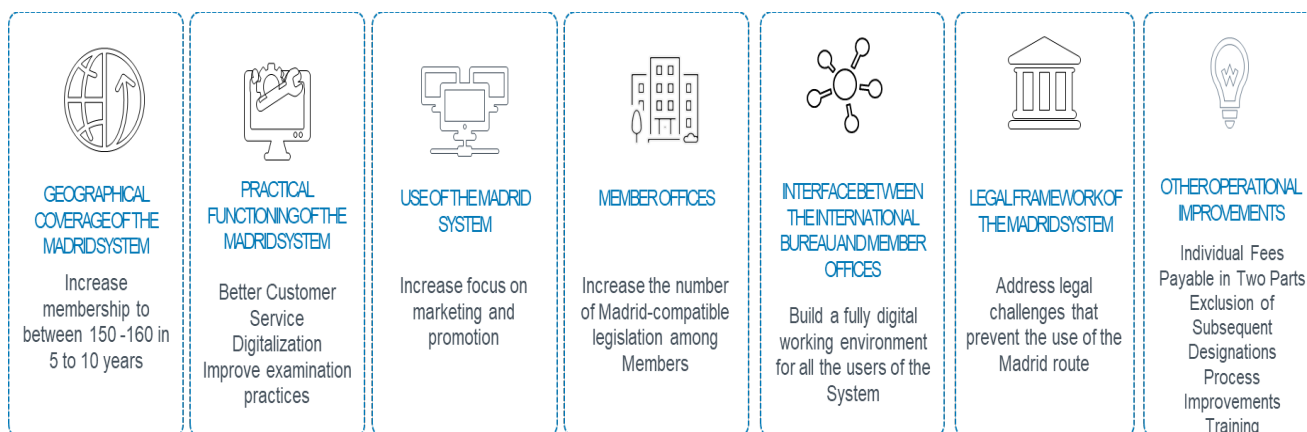 GEOGRAPHICAL
COVERAGE OF THE
MADRID SYSTEM
Increase
membership to
between 150 -160 in
5 to 10 years
PRACTICAL
FUNCTIONING OF THE
MADRID SYSTEM
Better Customer
Service
Digitalization
Improve examination
practices
USE OF THE MADRID
SYSTEM
Increase focus on
marketing and
promotion
MEMBER OFFICES
Increase the number
of Madrid-compatible
legislation among
Members
INTERFACE BETWEEN
THE INTERNATIONAL
BUREAU AND MEMBER
OFFICES
Build a fully digital
working environment
for all the users of the
System
LEGAL FRAMEWORK OF
THE MADRID SYSTEM
Address legal
challenges that
prevent the use of the
Madrid route
OTHER OPERATIONAL
IMPROVEMENTS
Individual Fees
Payable in Two Parts
Exclusion of
Subsequent
Designations
Process
Improvements
Training